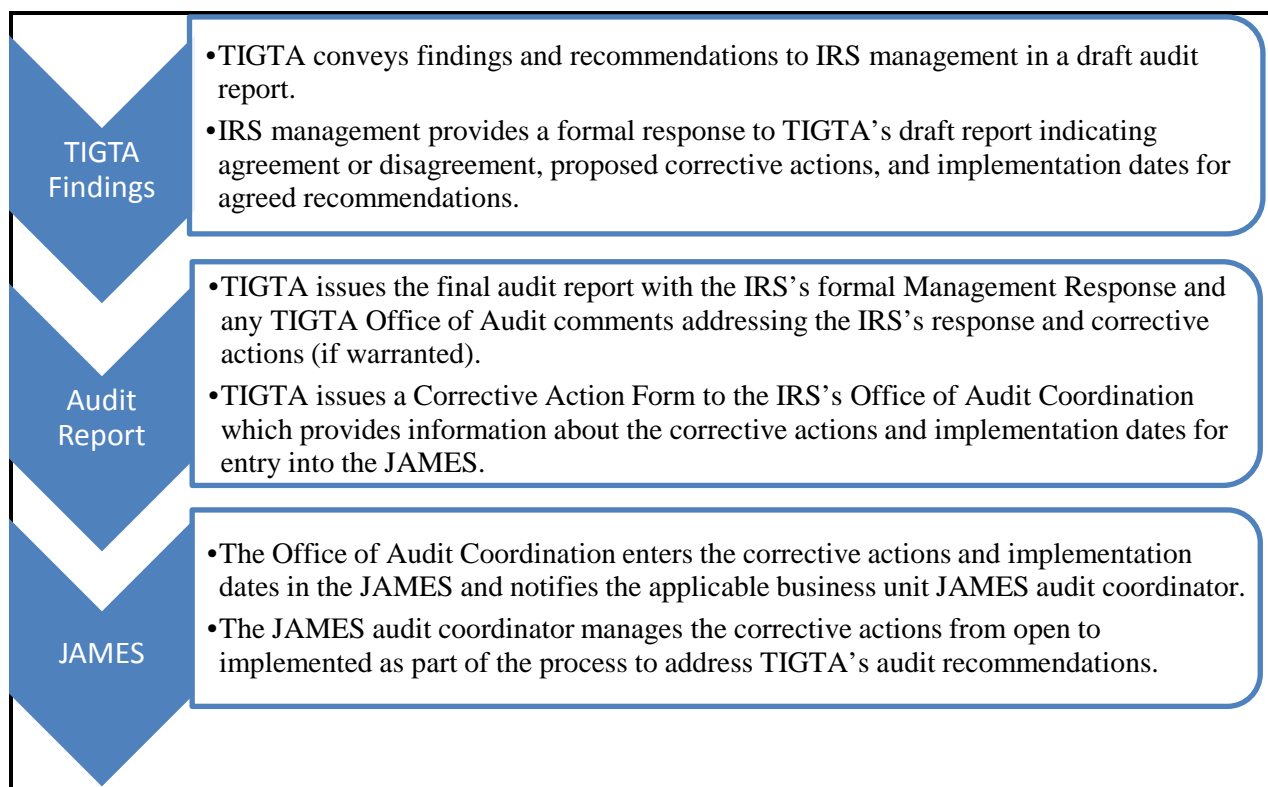 TIGTA
Findings
•TIGTA conveys findings and recommendations to IRS management in a draft audit
report.
•IRS management provides a formal response to TIGTA’s draft report indicating
agreement or disagreement, proposed corrective actions, and implementation dates for
agreed recommendations.
Audit
Report
•TIGTA issues the final audit report with the IRS’s formal Management Response and
any TIGTA Office of Audit comments addressing the IRS’s response and corrective
actions (if warranted).
•TIGTA issues a Corrective Action Form to the IRS’s Office of Audit Coordination
which provides information about the corrective actions and implementation dates for
entry into the JAMES.
JAMES
•The Office of Audit Coordination enters the corrective actions and implementation
dates in the JAMES and notifies the applicable business unit JAMES audit coordinator.
•The JAMES audit coordinator manages the corrective actions from open to
implemented as part of the process to address TIGTA’s audit recommendations.